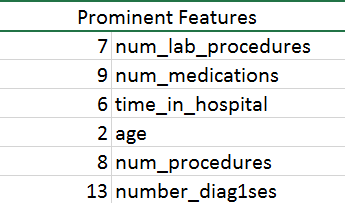 Prominent Features
7 num_lab_procedures
9 num_medications
6 time_in_hospital
2 age
8 num_procedures
13 number_diag1ses